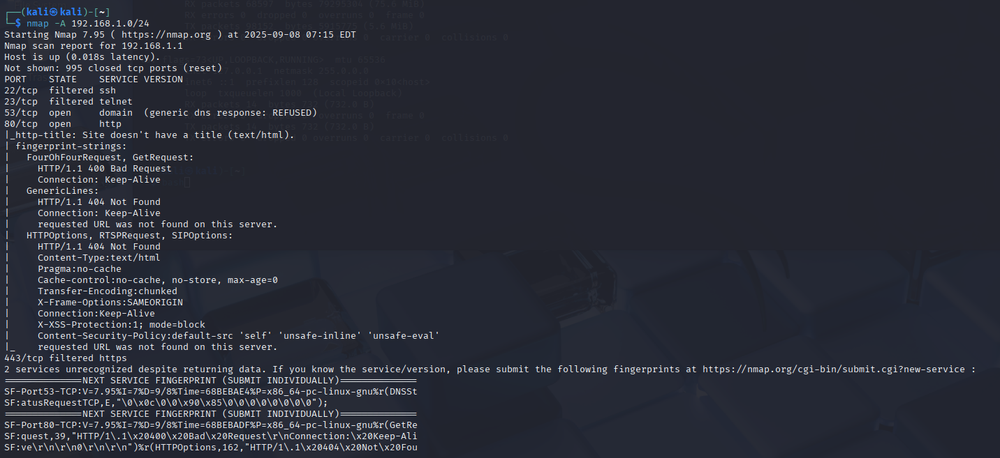 ┌──(kali㉿kali)-[~]
└─$ nmap -A 192.168.1.0/24
Starting Nmap 7.95 ( https://nmap.org ) at 2025-09-08 07:15 EDT
Nmap scan report for 192.168.1.1
Host is up (0.018s latency).
Not shown: 995 closed tcp ports (reset)
PORT    STATE    SERVICE VERSION
22/tcp  filtered ssh
23/tcp  filtered telnet
53/tcp  open     domain  (generic dns response: REFUSED)
80/tcp  open     http
|_http-title: Site doesn't have a title (text/html).
| fingerprint-strings:
|   FourOhFourRequest, GetRequest:
|     HTTP/1.1 400 Bad Request
|     Connection: Keep-Alive
|   GenericLines:
|     HTTP/1.1 404 Not Found
|     Connection: Keep-Alive
|     requested URL was not found on this server.
|   HTTPOptions, RTSPRequest, SIPOptions:
|     HTTP/1.1 404 Not Found
|     Content-Type:text/html
|     Pragma:no-cache
|     Cache-control:no-cache, no-store, max-age=0
|     Transfer-Encoding:chunked
|     X-Frame-Options:SAMEORIGIN
|     Connection:Keep-Alive
|     X-XSS-Protection:1; mode=block
|     Content-Security-Policy:default-src 'self' 'unsafe-inline' 'unsafe-eval'
|_    requested URL was not found on this server.
443/tcp filtered https
2 services unrecognized despite returning data. If you know the service/version, please submit the following fingerprints at https://nmap.org/cgi-bin/submit.cgi?new-service :
==============NEXT SERVICE FINGERPRINT (SUBMIT INDIVIDUALLY)==============
SF-Port53-TCP:V=7.95%I=7%D=9/8%Time=68BEBAE4%P=x86_64-pc-linux-gnu%r(DNSSt
SF:atusRequestTCP,E,"\0\x0c\0\0\x90\x85\0\0\0\0\0\0\0\0");
==============NEXT SERVICE FINGERPRINT (SUBMIT INDIVIDUALLY)==============
SF-Port80-TCP:V=7.95%I=7%D=9/8%Time=68BEBADF%P=x86_64-pc-linux-gnu%r(GetRe
SF:quest,39,"HTTP/1\.1\x20400\x20Bad\x20Request\r\nConnection:\x20Keep-Ali
SF:ve\r\n\r\n0\r\n\r\n")%r(HTTPOptions,162,"HTTP/1\.1\x20404\x20Not\x20Fou